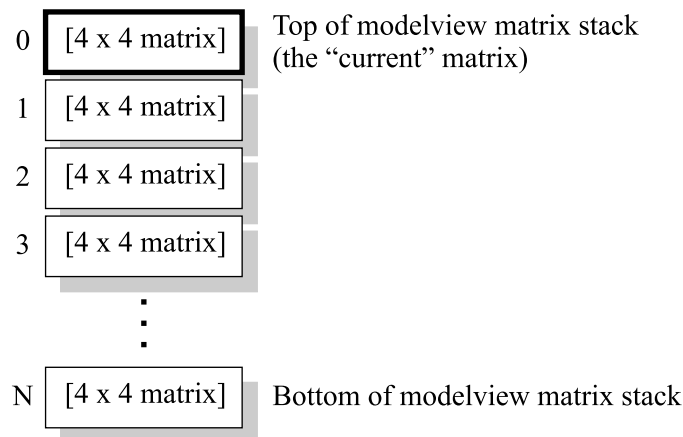 0 [4 x 4 matrix] Top of modelview matrix stack
(the “current” matrix)
1 [4 x 4 matrix]
2 [4 x 4 matrix]
3 [4 x 4 matrix]
N [4 x 4 matrix] Bottom of modelview matrix stack